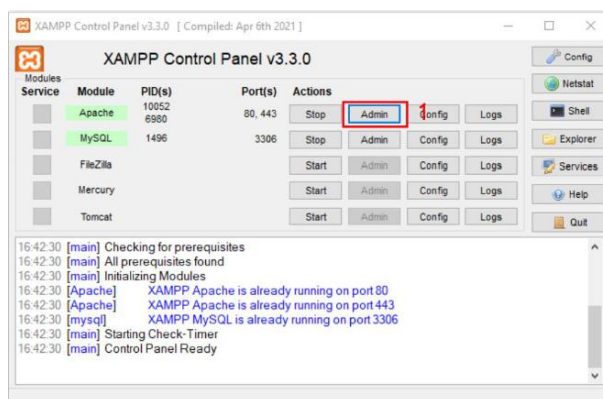 XAMPP Control Panel v3.3.0 [ Compiled: Apr 6th 2021 ]
XAMPP Control Panel v3.3.0
Config
Modules
Service Module PID(s) Port(s) Actions
Netstat
Apache 10052 6980 80, 443 Stop Admin 1 Config Logs
Shell
MySQL 1496 3306 Stop Admin Config Logs
Explorer
FileZilla Start Admin Config Logs
Services
Mercury Start Admin Config Logs
Help
Tomcat Start Admin Config Logs
Quit
16:42:30 [main] Checking for prerequisites
16:42:30 [main] All prerequisites found
16:42:30 [main] Initializing Modules
16:42:30 [Apache] XAMPP Apache is already running on port 80
16:42:30 [Apache] XAMPP Apache is already running on port 443
16:42:30 [mysql] XAMPP MySQL is already running on port 3306
16:42:30 [main] Starting Check-Timer
16:42:30 [main] Control Panel Ready